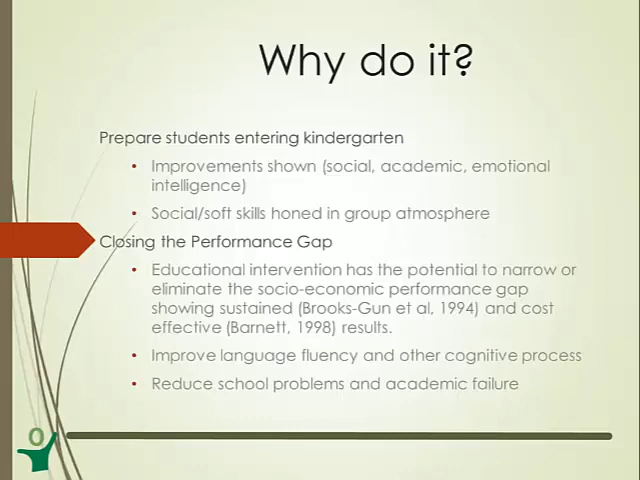 Why do it?
Prepare students entering kindergarten
• Improvements shown (social, academic, emotional
intelligence)
• Social/soft skills honed in group atmosphere
Closing the Performance Gap
• Educational intervention has the potential to narrow or
eliminate the socio-economic performance gap
showing sustained (Brooks-Gun et al, 1994) and cost
effective (Barnett, 1998) results.
• Improve language fluency and other cognitive process
• Reduce school problems and academic failure